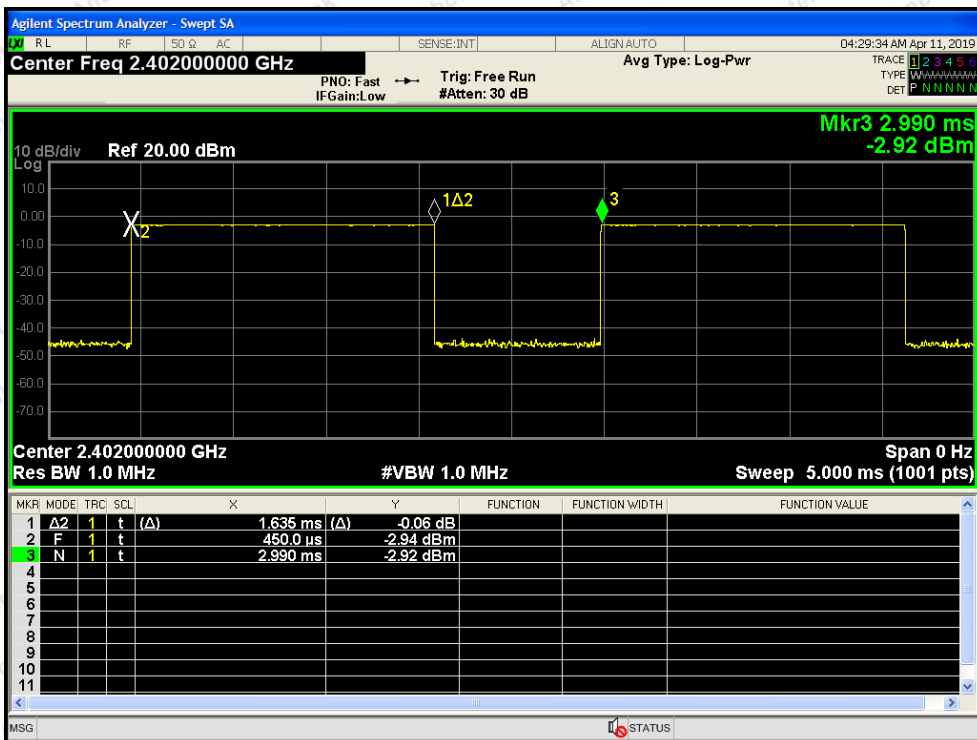 Agilent Spectrum Analyzer - Swept SA
LXI RL RF 50 Ω AC SENSE:INT ALIGN AUTO 04:29:34 AM Apr 11, 2019
Center Freq 2.402000000 GHz Avg Type: Log-Pwr TRACE 1 2 3 4 5 6
PNO: Fast Trig: Free Run TYPE WWWWWW
IFGain:Low #Atten: 30 dB DET P N N N N N
Mkr3 2.990 ms
10 dB/div Ref 20.00 dBm -2.92 dBm
Log
10.0
0.00
-10.0
-20.0
-30.0
-40.0
-50.0
-60.0
-70.0
2
1Δ2
3
Center 2.402000000 GHz Span 0 Hz
Res BW 1.0 MHz #VBW 1.0 MHz Sweep 5.000 ms (1001 pts)
MKR MODE TRC SCL X Y FUNCTION FUNCTION WIDTH FUNCTION VALUE
1 Δ2 1 t (Δ) 1.635 ms (Δ) -0.06 dB
2 F 1 t 450.0 µs -2.94 dBm
3 N 1 t 2.990 ms -2.92 dBm
4
5
6
7
8
9
10
11
MSG STATUS